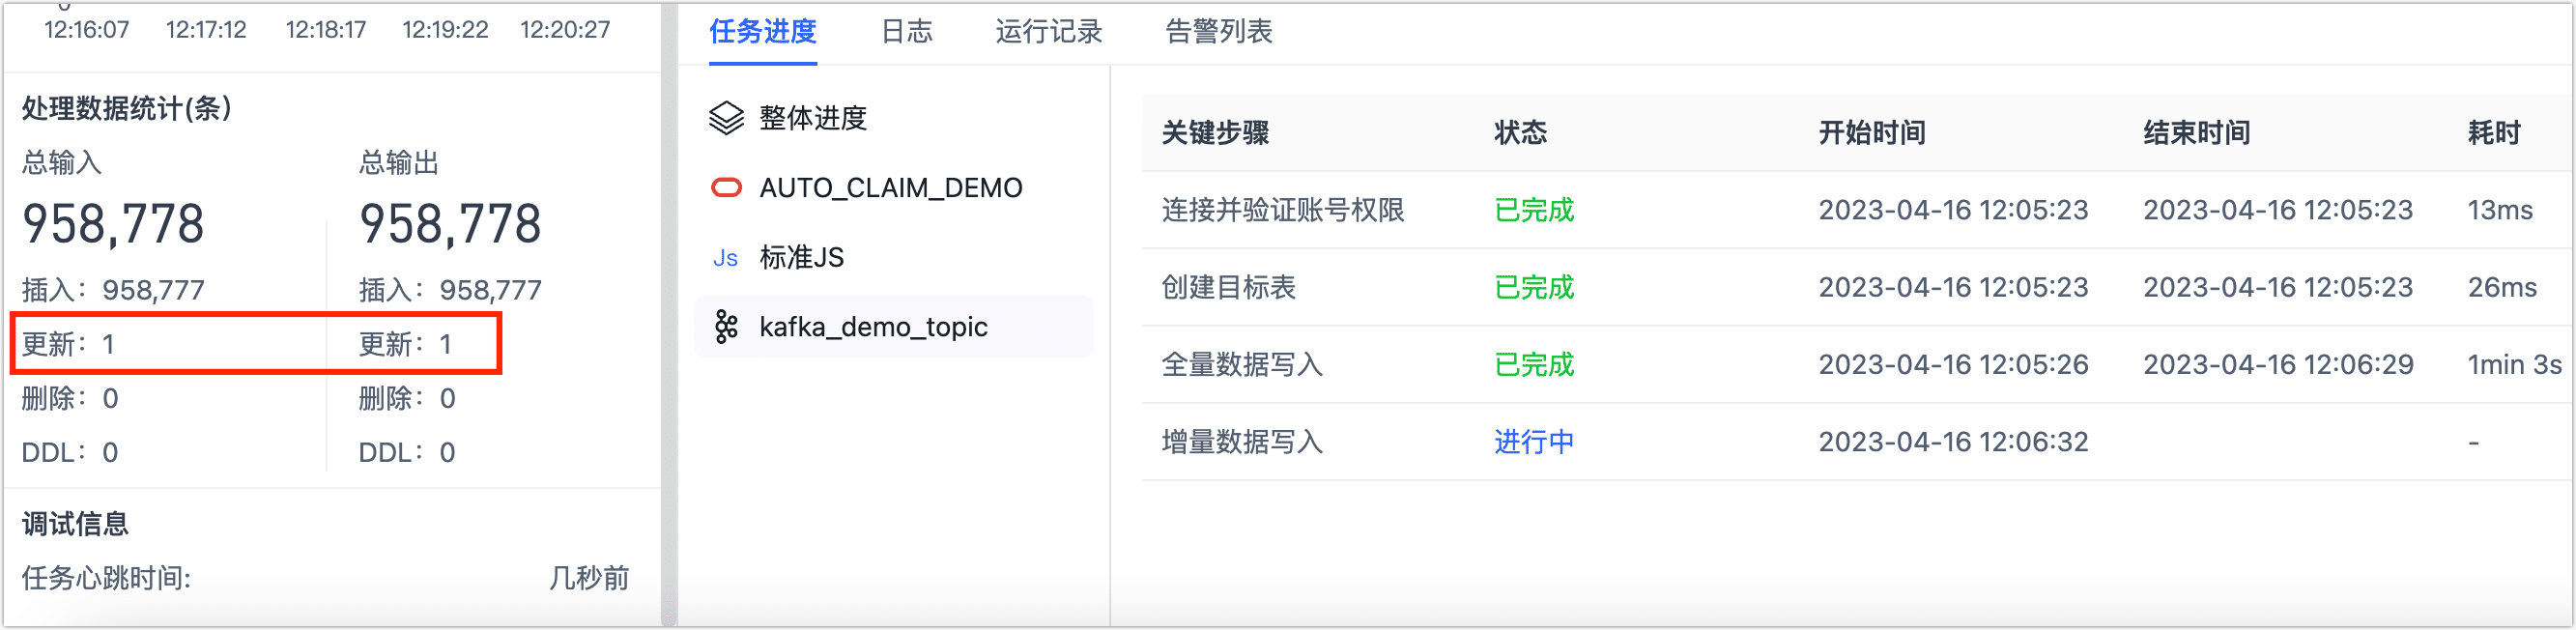 0
12:16:07 12:17:12 12:18:17 12:19:22 12:20:27
处理数据统计(条)
总输入 总输出
958,778 958,778
插入：958,777 插入：958,777
更新：1 更新：1
删除：0 删除：0
DDL：0 DDL：0
调试信息
任务心跳时间: 几秒前
任务进度 日志 运行记录 告警列表
整体进度
AUTO_CLAIM_DEMO
Js 标准JS
kafka_demo_topic
关键步骤 状态 开始时间 结束时间 耗时
连接并验证账号权限 已完成 2023-04-16 12:05:23 2023-04-16 12:05:23 13ms
创建目标表 已完成 2023-04-16 12:05:23 2023-04-16 12:05:23 26ms
全量数据写入 已完成 2023-04-16 12:05:26 2023-04-16 12:06:29 1min 3s
增量数据写入 进行中 2023-04-16 12:06:32 -